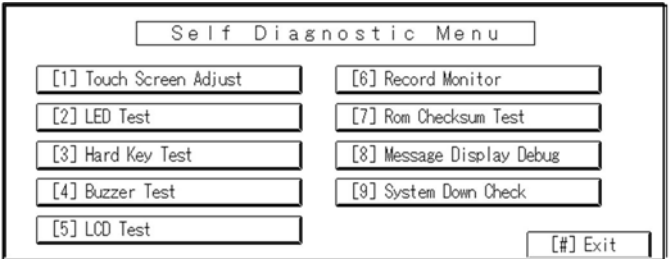 Self Diagnostic Menu
[1] Touch Screen Adjust
[2] LED Test
[3] Hard Key Test
[4] Buzzer Test
[5] LCD Test
[6] Record Monitor
[7] Rom Checksum Test
[8] Message Display Debug
[9] System Down Check
[#] Exit